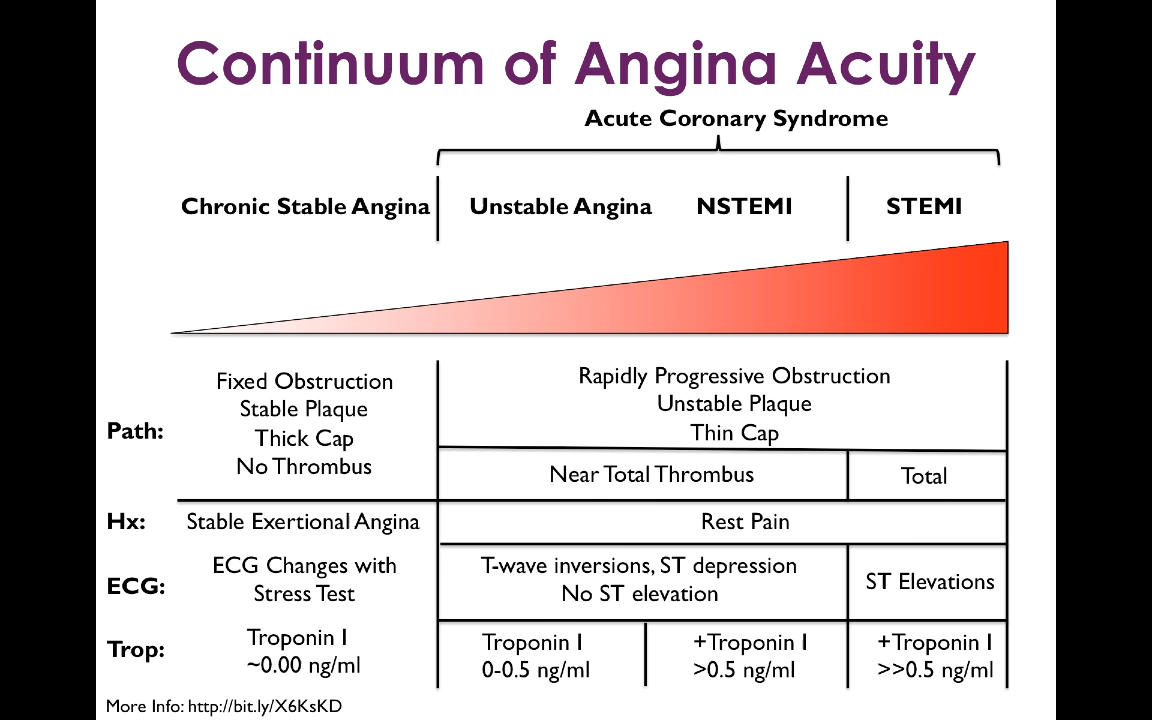 Continuum of Angina Acuity
Acute Coronary Syndrome
Chronic Stable Angina
Unstable Angina
NSTEMI
STEMI
Path:
Fixed Obstruction
Stable Plaque
Thick Cap
No Thrombus
Rapidly Progressive Obstruction
Unstable Plaque
Thin Cap
Near Total Thrombus
Total
Hx:
Stable Exertional Angina
Rest Pain
ECG:
ECG Changes with
Stress Test
T-wave inversions, ST depression
No ST elevation
ST Elevations
Trop:
Troponin I
~0.00 ng/ml
Troponin I
0-0.5 ng/ml
+Troponin I
>0.5 ng/ml
+Troponin I
>>0.5 ng/ml
More Info: http://bit.ly/X6KsKD